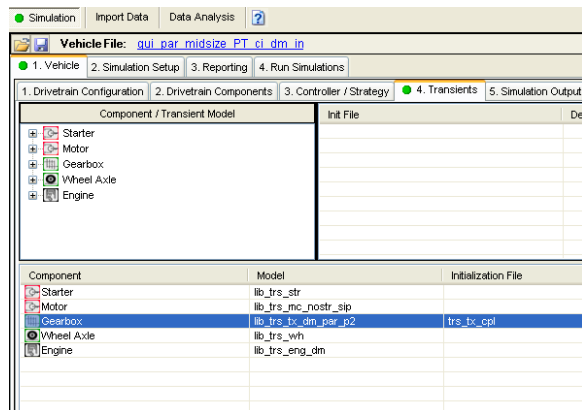 Simulation Import Data Data Analysis ?
Vehicle File: gui_par_midsize_PT_ci_dm_in
1. Vehicle 2. Simulation Setup 3. Reporting 4. Run Simulations
1. Drivetrain Configuration 2. Drivetrain Components 3. Controller / Strategy 4. Transients 5. Simulation Output
Component / Transient Model Init File De
Starter
Motor
Gearbox
Wheel Axle
Engine
Component Model Initialization File
Starter lib_trs_str
Motor lib_trs_mc_nostr_sip
Gearbox lib_trs_tx_dm_par_p2 trs_tx_cpl
Wheel Axle lib_trs_wh
Engine lib_trs_eng_dm